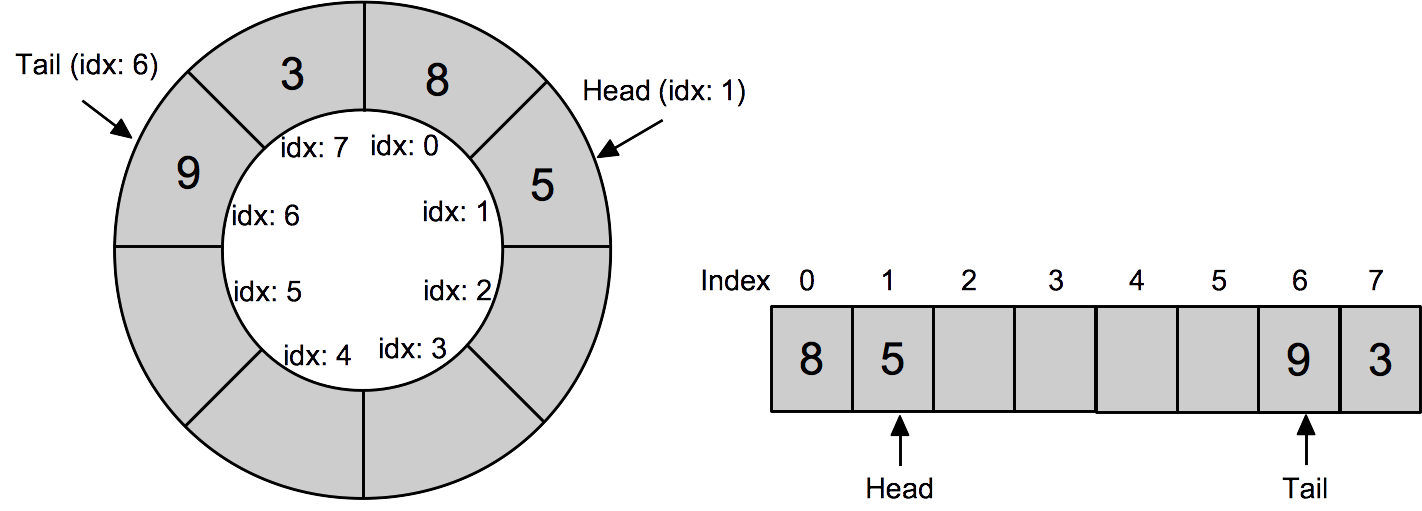 Tail (idx: 6)
3
8
Head (idx: 1)
9
5
idx: 7
idx: 0
idx: 6
idx: 1
idx: 5
idx: 2
idx: 4
idx: 3
Index 0 1 2 3 4 5 6 7
8 5 9 3
Head
Tail